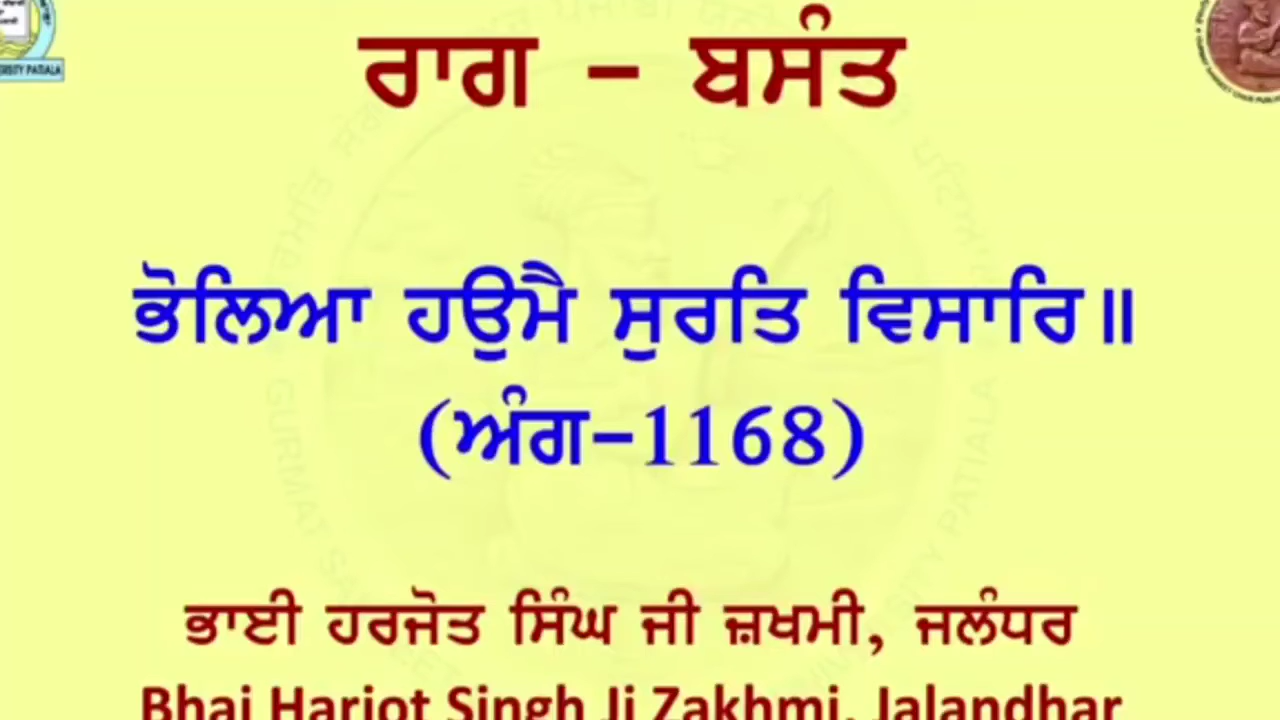 ਰਾਗ - ਬਸੰਤ
ਭੋਲਿਆ ਹਉਮੈ ਸੁਰਤਿ ਵਿਸਾਰਿ॥
(ਅੰਗ-1168)
ਭਾਈ ਹਰਜੋਤ ਸਿੰਘ ਜੀ ਜ਼ਖਮੀ, ਜਲੰਧਰ
Bhai Harjot Singh Ji Zakhmi, Jalandhar